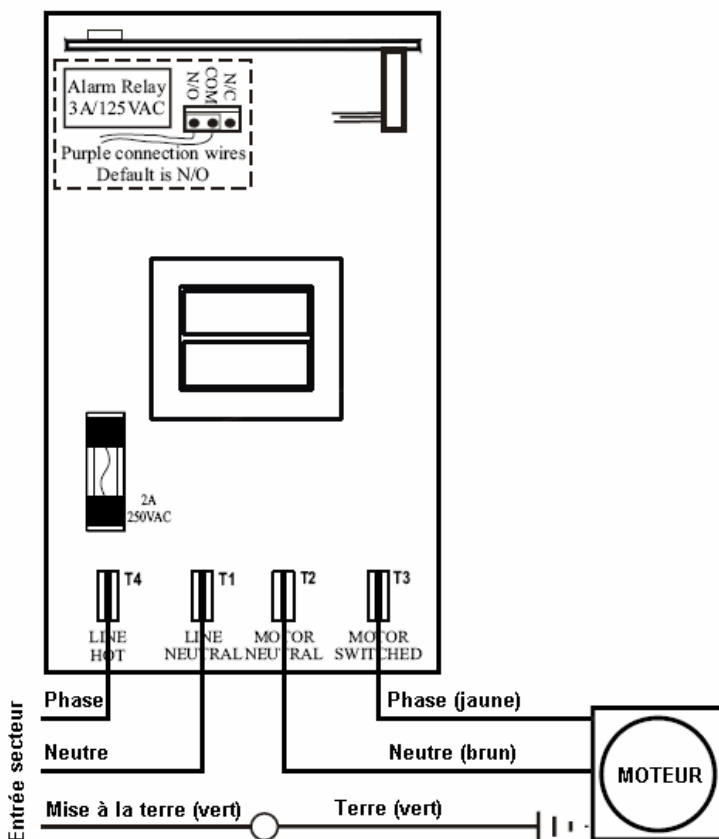 Alarm Relay
3A/125VAC
N/O
COM
N/C
Purple connection wires
Default is N/O
2A
250VAC
T4
T1
T2
T3
LINE
HOT
LINE
NEUTRAL
MOTOR
NEUTRAL
MOTOR
SWITCHED
Entrée secteur
Phase
Phase (jaune)
Neutre
Neutre (brun)
MOTEUR
Mise à la terre (vert)
Terre (vert)